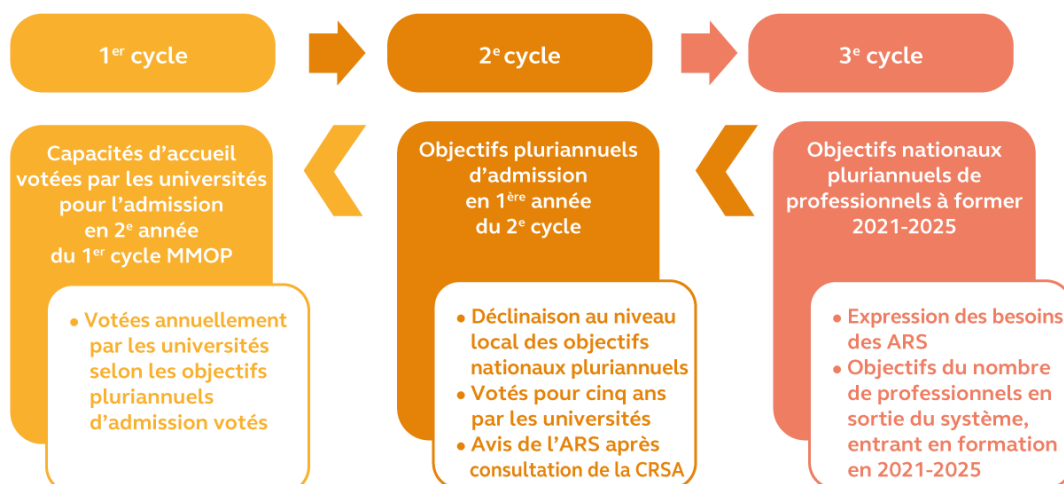 1er cycle
2e cycle
3e cycle
Capacités d’accueil
votées par les universités
pour l’admission
en 2e année
du 1er cycle MMOP
• Votées annuellement
par les universités
selon les objectifs
pluriannuels
d’admission votés
Objectifs pluriannuels
d’admission
en 1ère année
du 2e cycle
• Déclinaison au niveau
local des objectifs
nationaux pluriannuels
• Votés pour cinq ans
par les universités
• Avis de l’ARS après
consultation de la CRSA
Objectifs nationaux
pluriannuels de
professionnels à former
2021-2025
• Expression des besoins
des ARS
• Objectifs du nombre
de professionnels en
sortie du système,
entrant en formation
en 2021-2025